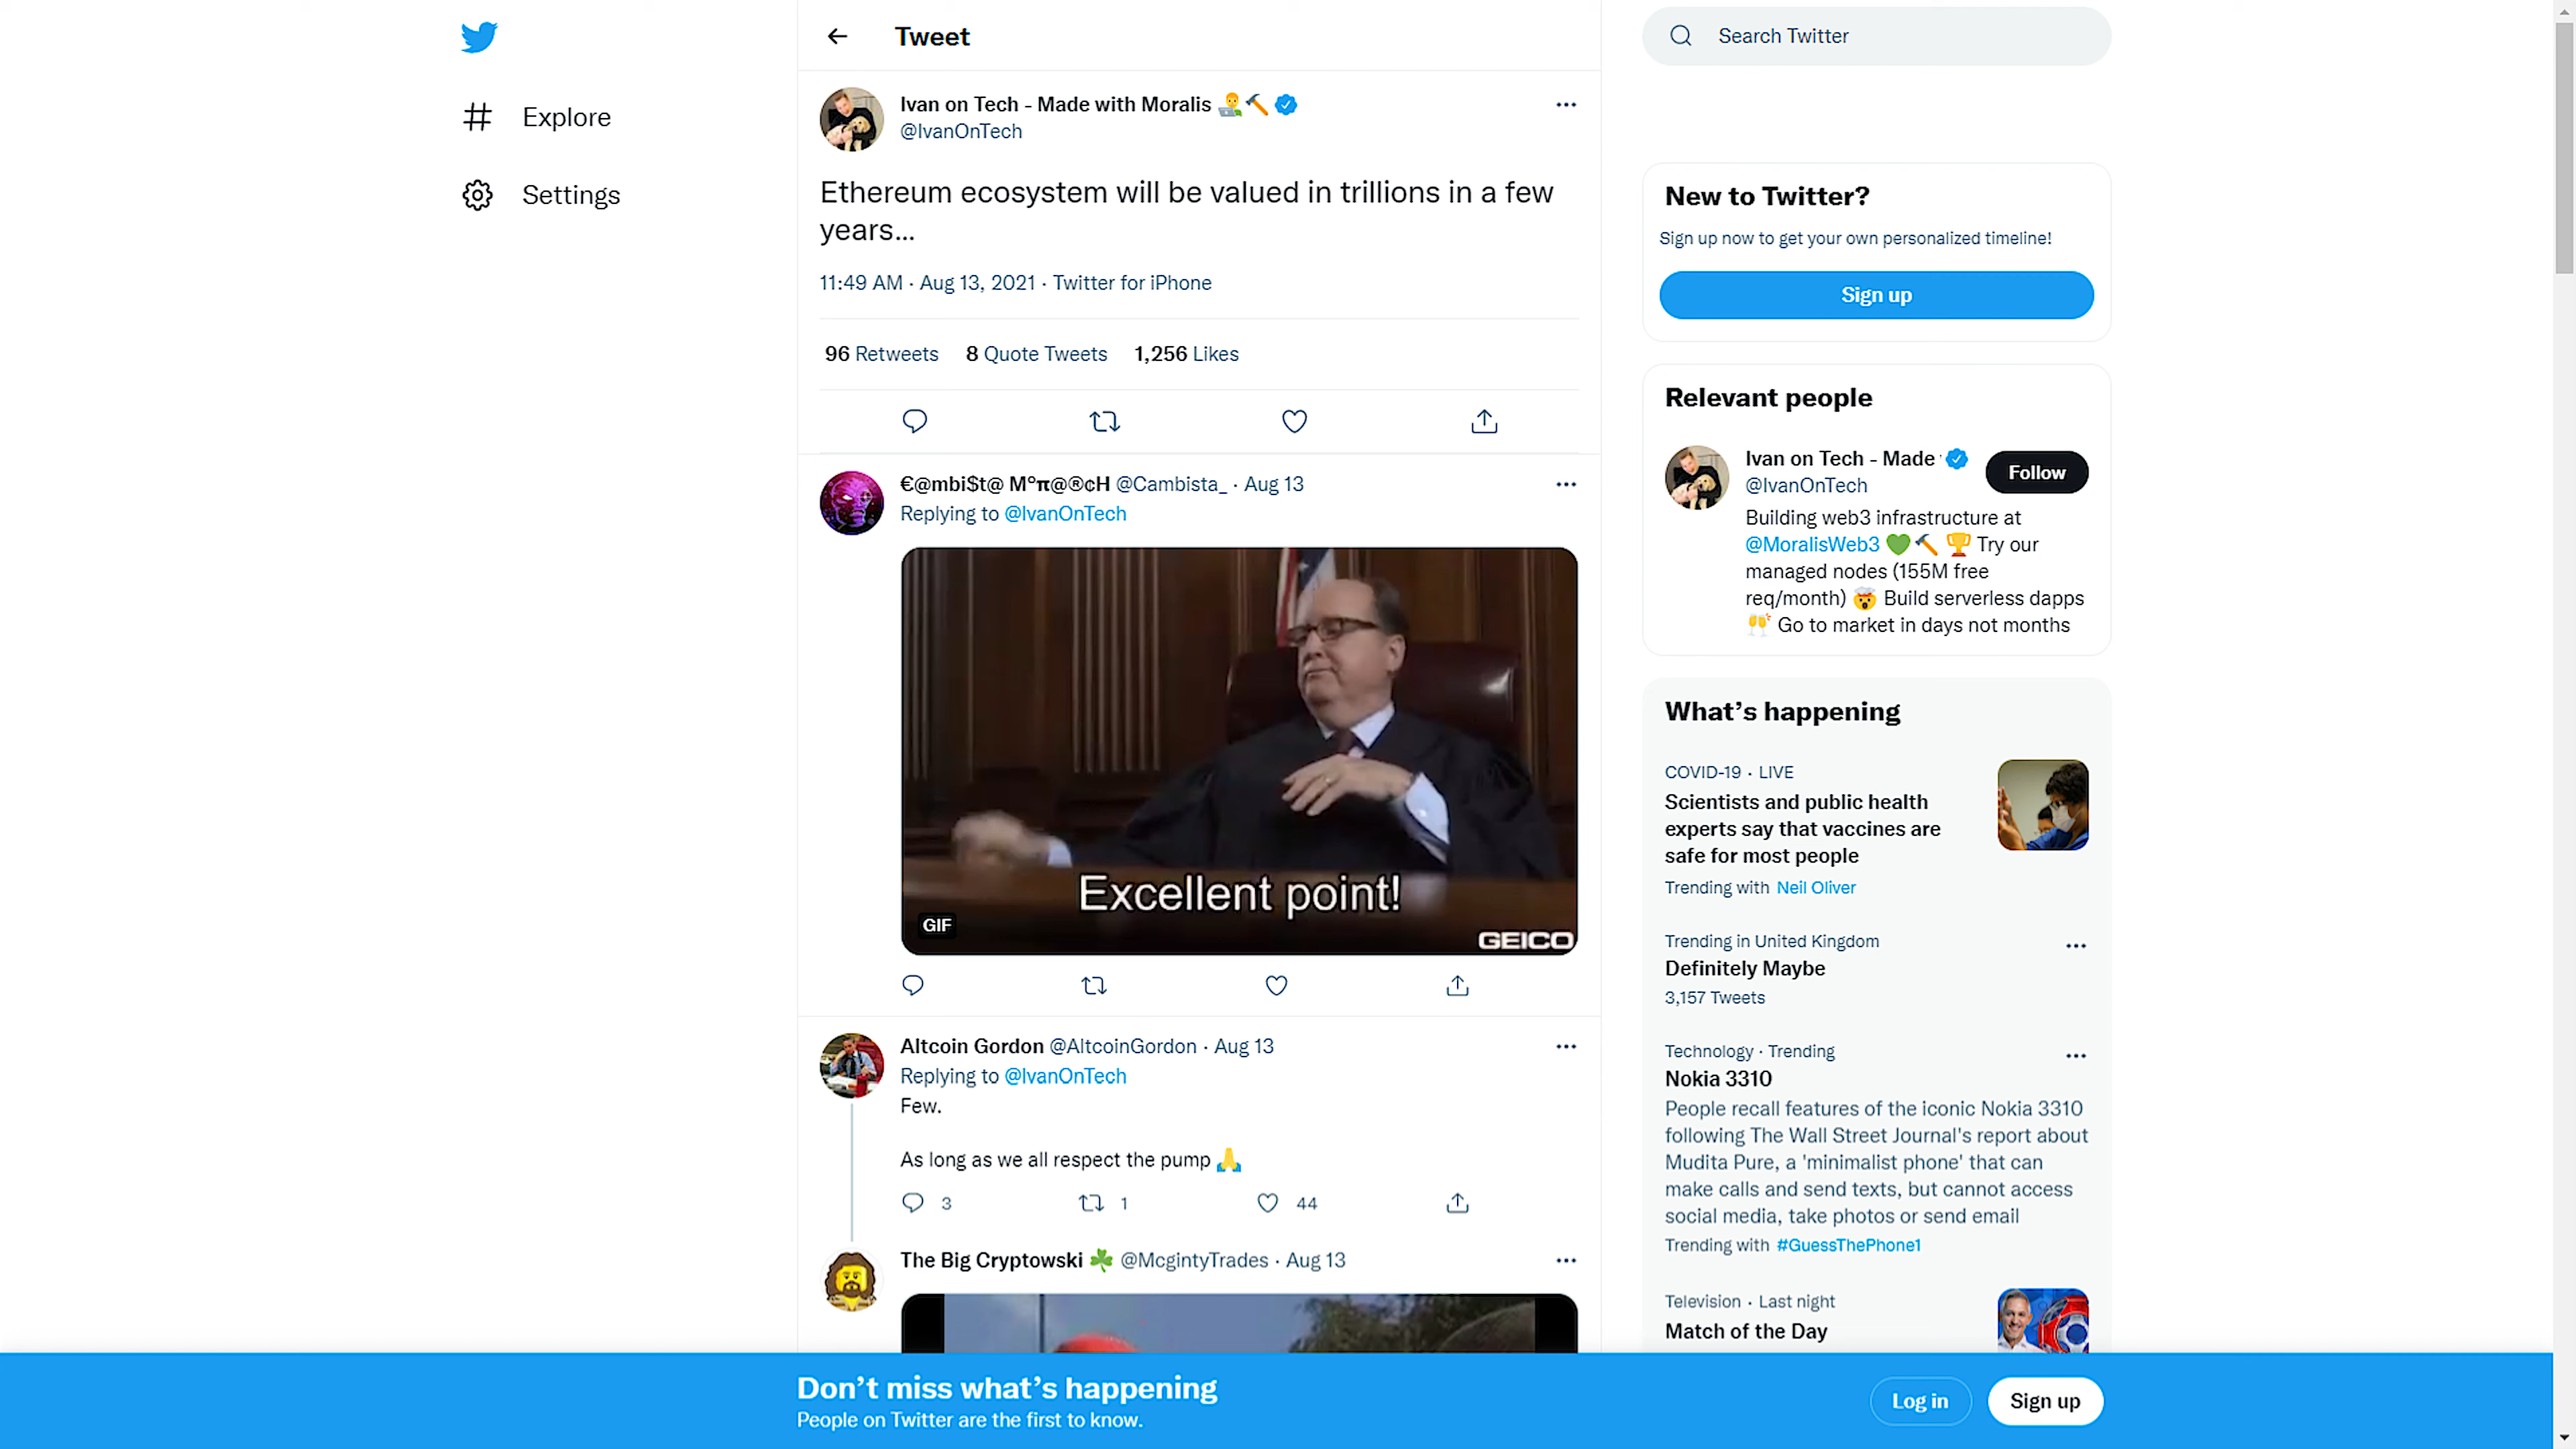 Explore
Settings
Tweet
Ivan on Tech - Made with Moralis 👨‍💻🔨
@IvanOnTech
Ethereum ecosystem will be valued in trillions in a few
years...
11:49 AM · Aug 13, 2021 · Twitter for iPhone
96 Retweets 8 Quote Tweets 1,256 Likes
€@mbi$t@ M°π@®¢H @Cambista_ · Aug 13
Replying to @IvanOnTech
Excellent point!
GIF
GEICO
Altcoin Gordon @AltcoinGordon · Aug 13
Replying to @IvanOnTech
Few.
As long as we all respect the pump 🙏
3 1 44
The Big Cryptowski ☘️ @McgintyTrades · Aug 13
Search Twitter
New to Twitter?
Sign up now to get your own personalized timeline!
Sign up
Relevant people
Ivan on Tech - Made
@IvanOnTech
Follow
Building web3 infrastructure at
@MoralisWeb3 💚🔨 🏆 Try our
managed nodes (155M free
req/month) 🤯 Build serverless dapps
🥂 Go to market in days not months
What's happening
COVID-19 · LIVE
Scientists and public health
experts say that vaccines are
safe for most people
Trending with Neil Oliver
Trending in United Kingdom
Definitely Maybe
3,157 Tweets
Technology · Trending
Nokia 3310
People recall features of the iconic Nokia 3310
following The Wall Street Journal's report about
Mudita Pure, a 'minimalist phone' that can
make calls and send texts, but cannot access
social media, take photos or send email
Trending with #GuessThePhone1
Television · Last night
Match of the Day
Don't miss what's happening
People on Twitter are the first to know.
Log in
Sign up